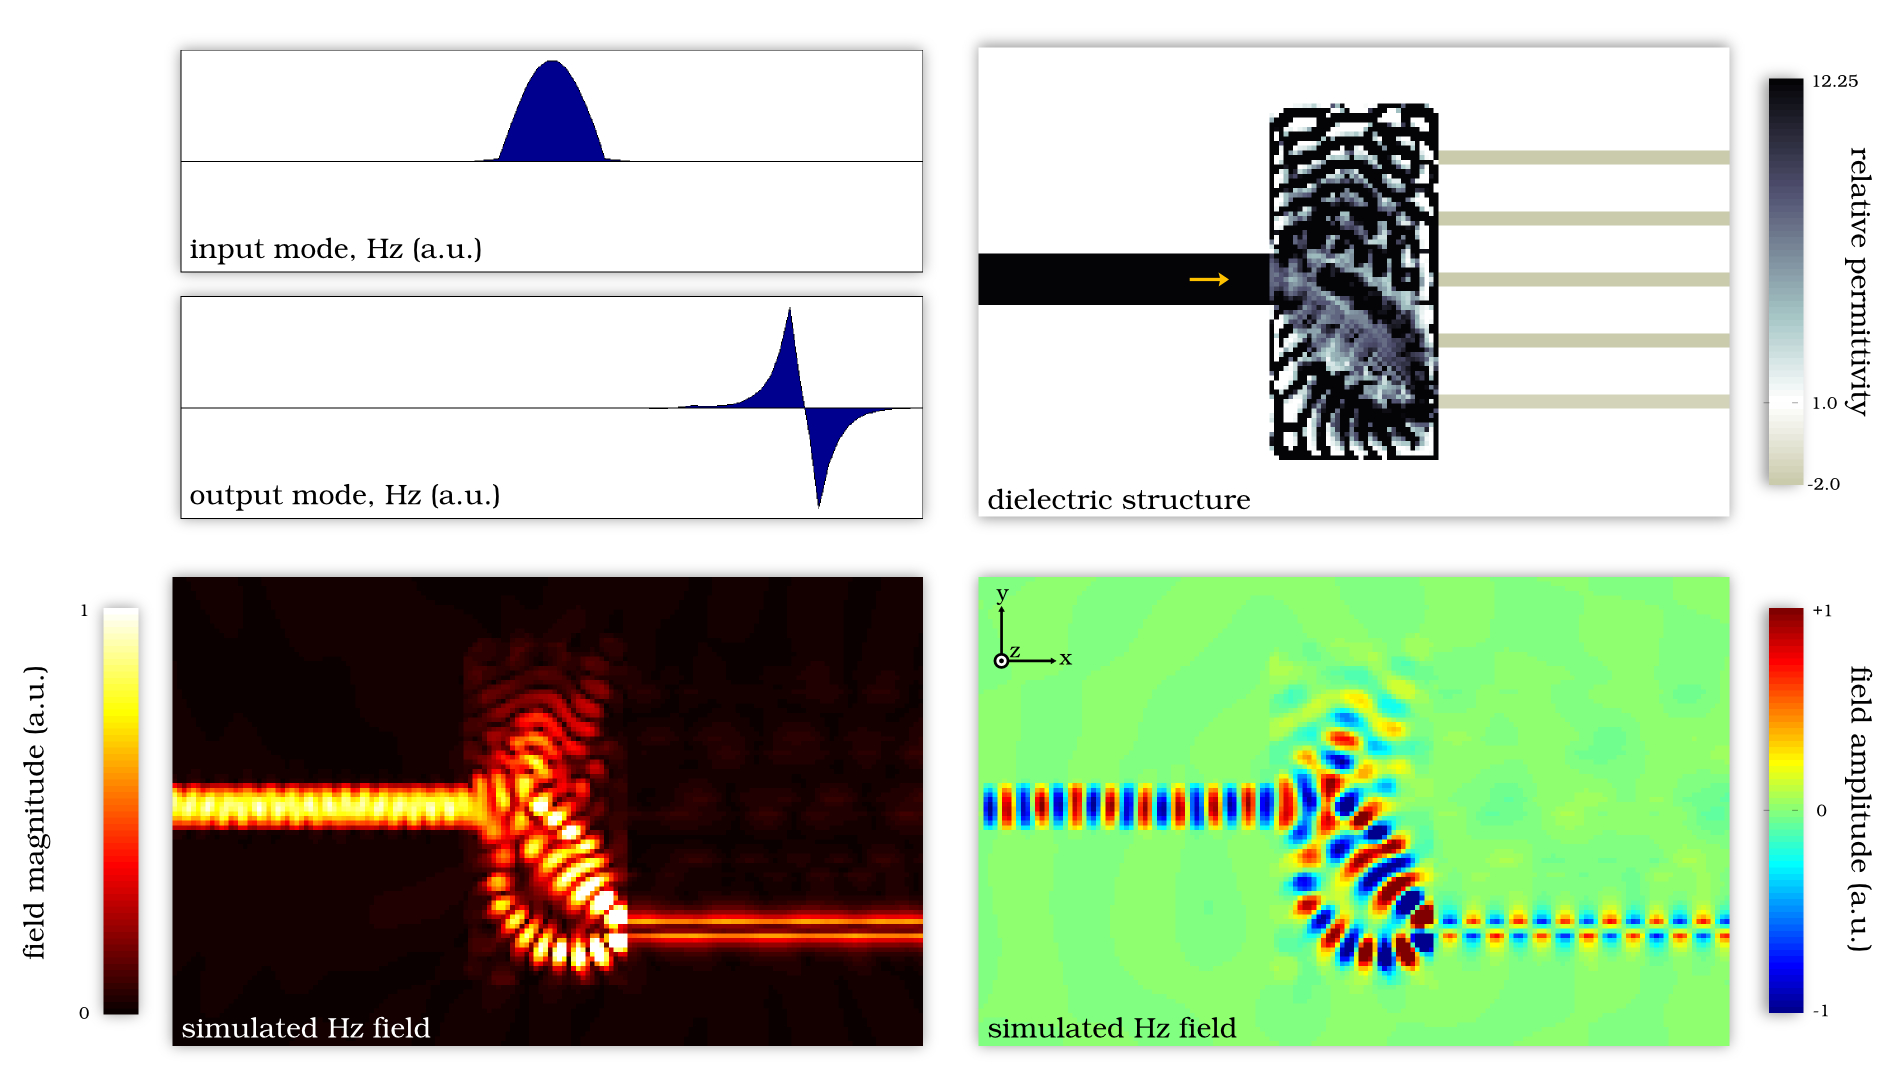 input mode, Hz (a.u.)
output mode, Hz (a.u.)
dielectric structure
12.25
1.0
-2.0
relative permittivity
1
0
field magnitude (a.u.)
simulated Hz field
y
z
x
simulated Hz field
+1
0
-1
field amplitude (a.u.)